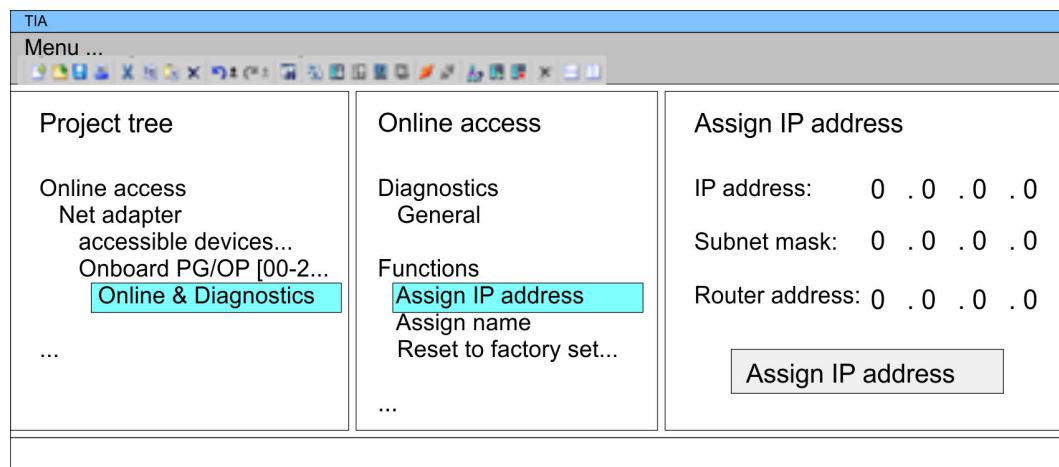 TIA
Menu ...
Project tree
Online access
Net adapter
accessible devices...
Onboard PG/OP [00-2...
Online & Diagnostics
...
Online access
Diagnostics
General
Functions
Assign IP address
Assign name
Reset to factory set...
...
Assign IP address
IP address: 0 .0 .0 .0
Subnet mask: 0 .0 .0 .0
Router address: 0 .0 .0 .0
Assign IP address